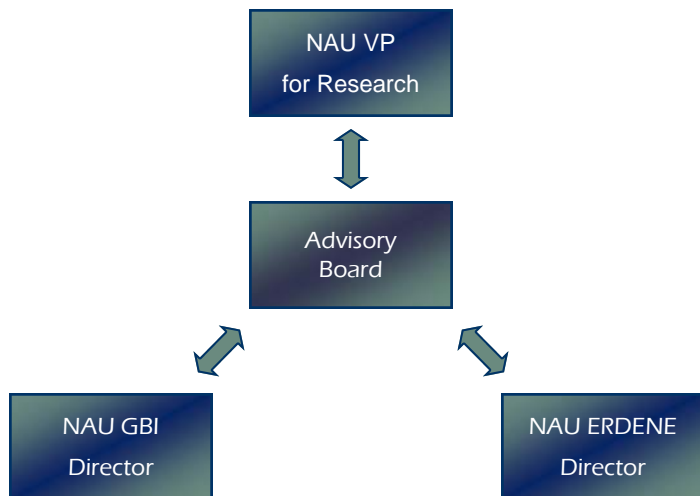 NAU VP
for Research
Advisory
Board
NAU GBI
Director
NAU ERDENE
Director